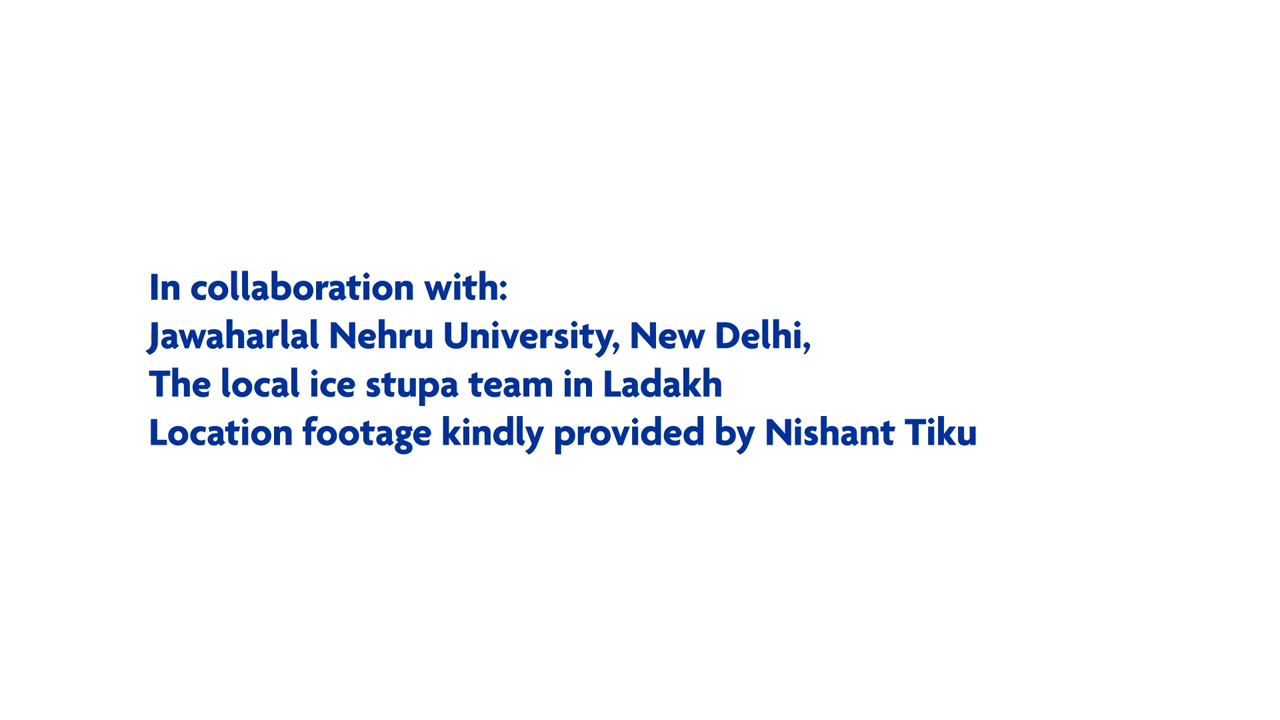 In collaboration with:
Jawaharlal Nehru University, New Delhi,
The local ice stupa team in Ladakh
Location footage kindly provided by Nishant Tiku